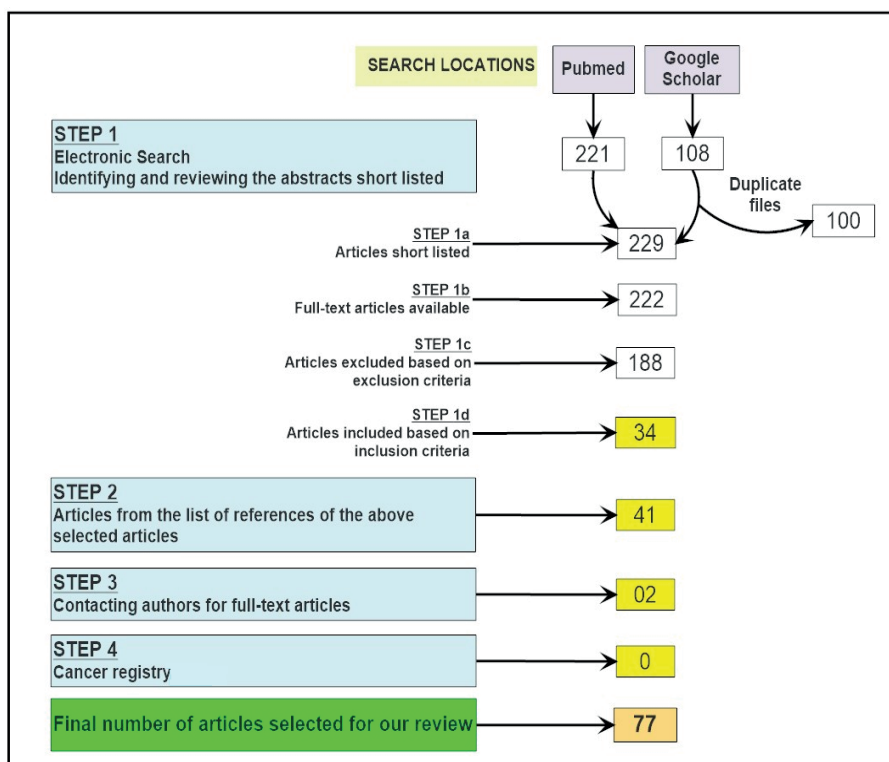 SEARCH LOCATIONS
Pubmed
Google
Scholar
STEP 1
Electronic Search
Identifying and reviewing the abstracts short listed
221
108
Duplicate
files
100
STEP 1a
Articles short listed
229
STEP 1b
Full-text articles available
222
STEP 1c
Articles excluded based on
exclusion criteria
188
STEP 1d
Articles included based on
inclusion criteria
34
STEP 2
Articles from the list of references of the above
selected articles
41
STEP 3
Contacting authors for full-text articles
02
STEP 4
Cancer registry
0
Final number of articles selected for our review
77